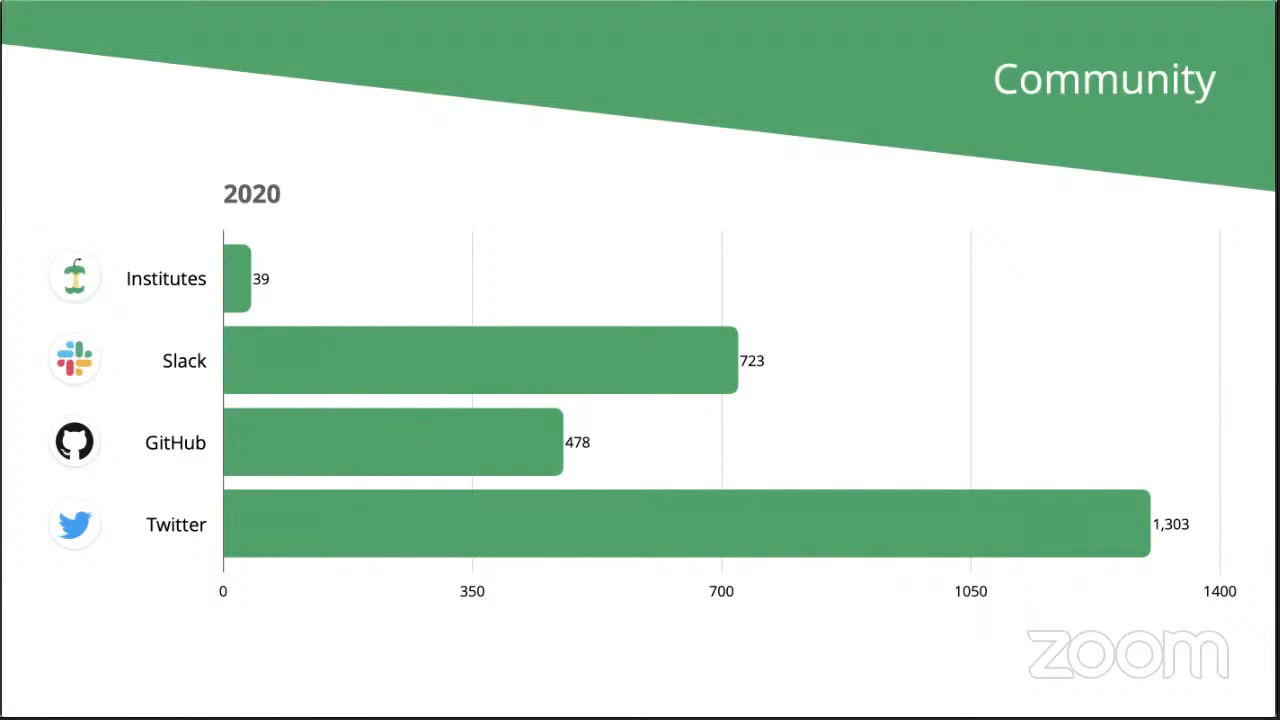 Community
2020
Institutes 39
Slack 723
GitHub 478
Twitter 1,303
0 350 700 1050 1400
zoom